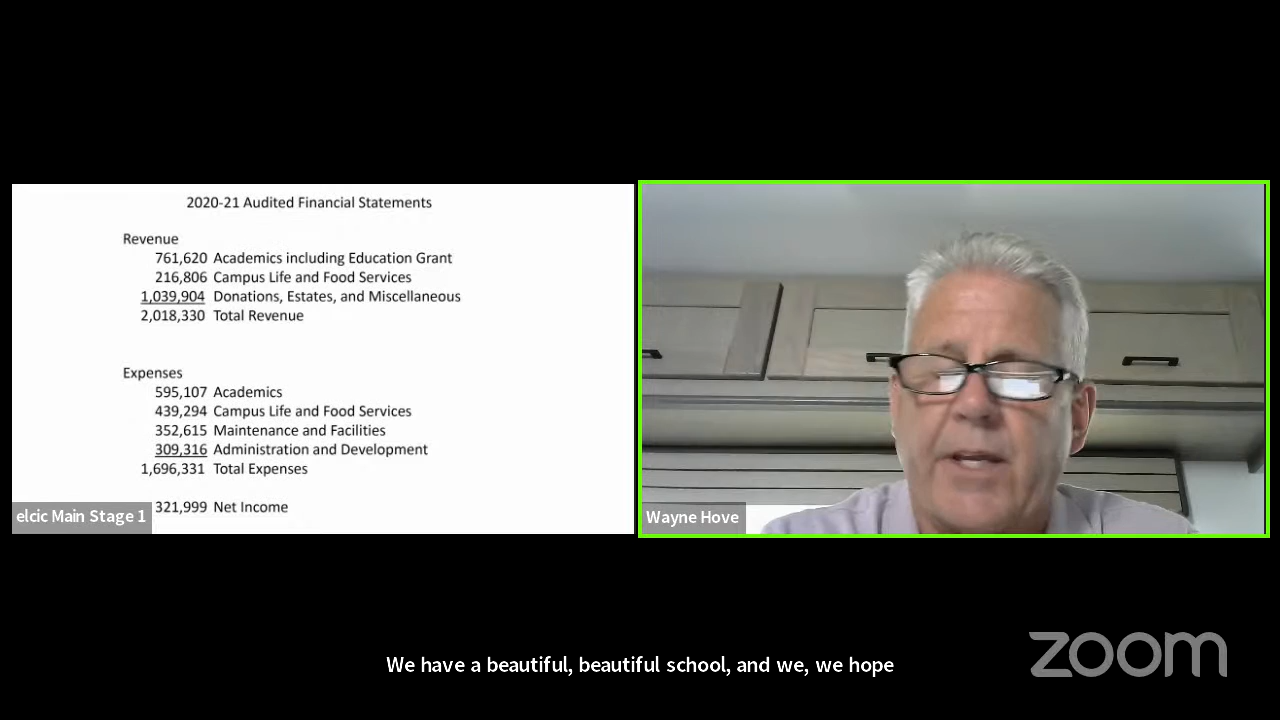 2020-21 Audited Financial Statements
Revenue
761,620 Academics including Education Grant
216,806 Campus Life and Food Services
1,039,904 Donations, Estates, and Miscellaneous
2,018,330 Total Revenue
Expenses
595,107 Academics
439,294 Campus Life and Food Services
352,615 Maintenance and Facilities
309,316 Administration and Development
1,696,331 Total Expenses
321,999 Net Income
elcic Main Stage 1
Wayne Hove
We have a beautiful, beautiful school, and we, we hope
zoom